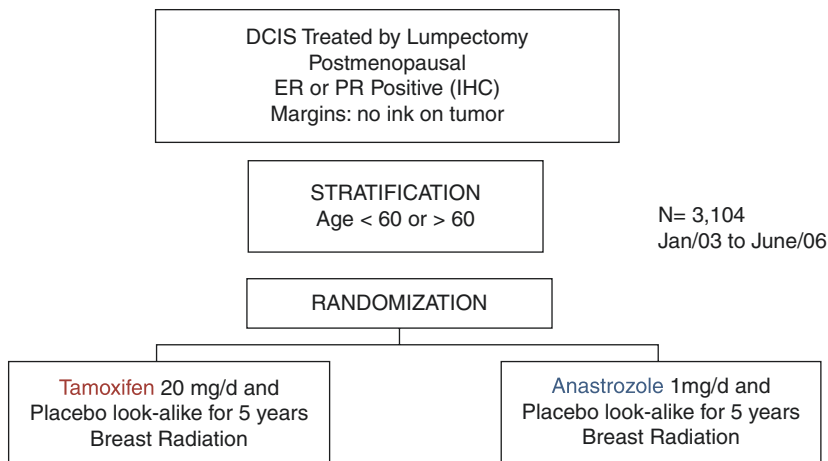 DCIS Treated by Lumpectomy
Postmenopausal
ER or PR Positive (IHC)
Margins: no ink on tumor
STRATIFICATION
Age < 60 or > 60
N= 3,104
Jan/03 to June/06
RANDOMIZATION
Tamoxifen 20 mg/d and
Placebo look-alike for 5 years
Breast Radiation
Anastrozole 1mg/d and
Placebo look-alike for 5 years
Breast Radiation